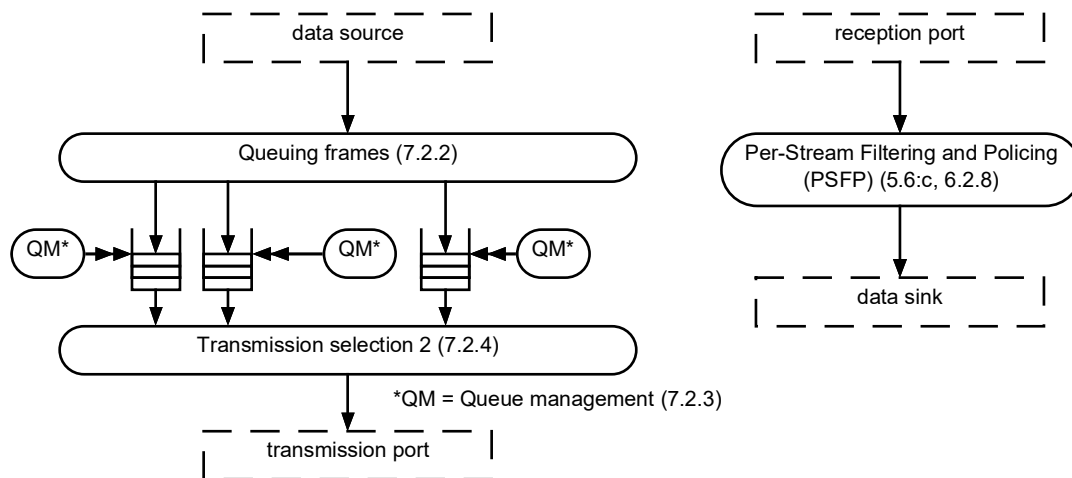 data source
reception port
Queuing frames (7.2.2)
Per-Stream Filtering and Policing
(PSFP) (5.6:c, 6.2.8)
QM*
QM*
QM*
data sink
Transmission selection 2 (7.2.4)
*QM = Queue management (7.2.3)
transmission port